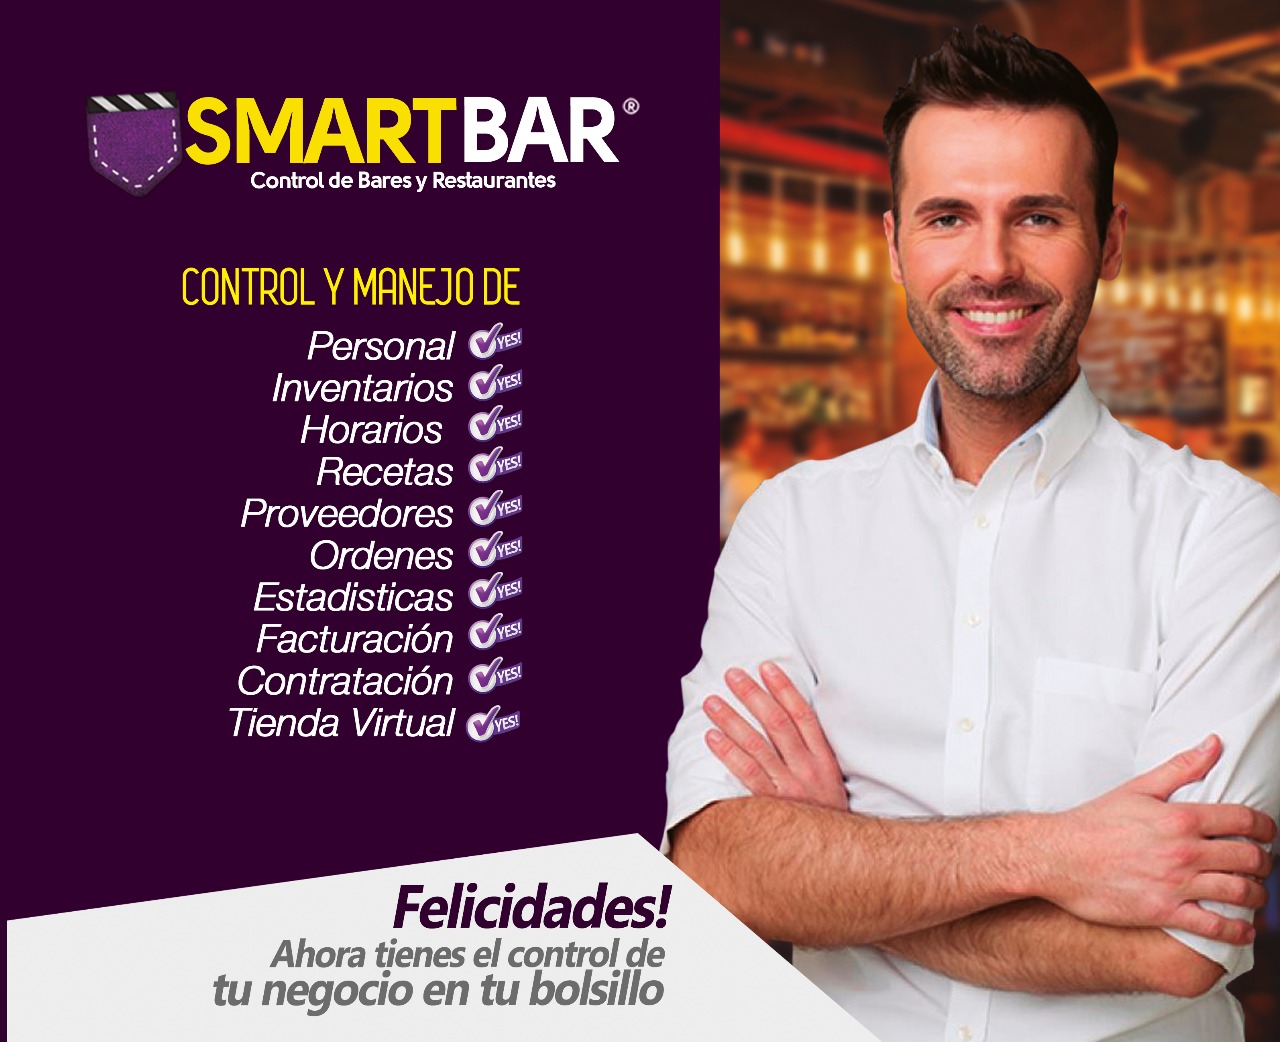 SMARTBAR®
Control de Bares y Restaurantes
CONTROL Y MANEJO DE
Personal YES!
Inventarios YES!
Horarios YES!
Recetas YES!
Proveedores YES!
Ordenes YES!
Estadisticas YES!
Facturación YES!
Contratación YES!
Tienda Virtual YES!
Felicidades!
Ahora tienes el control de
tu negocio en tu bolsillo